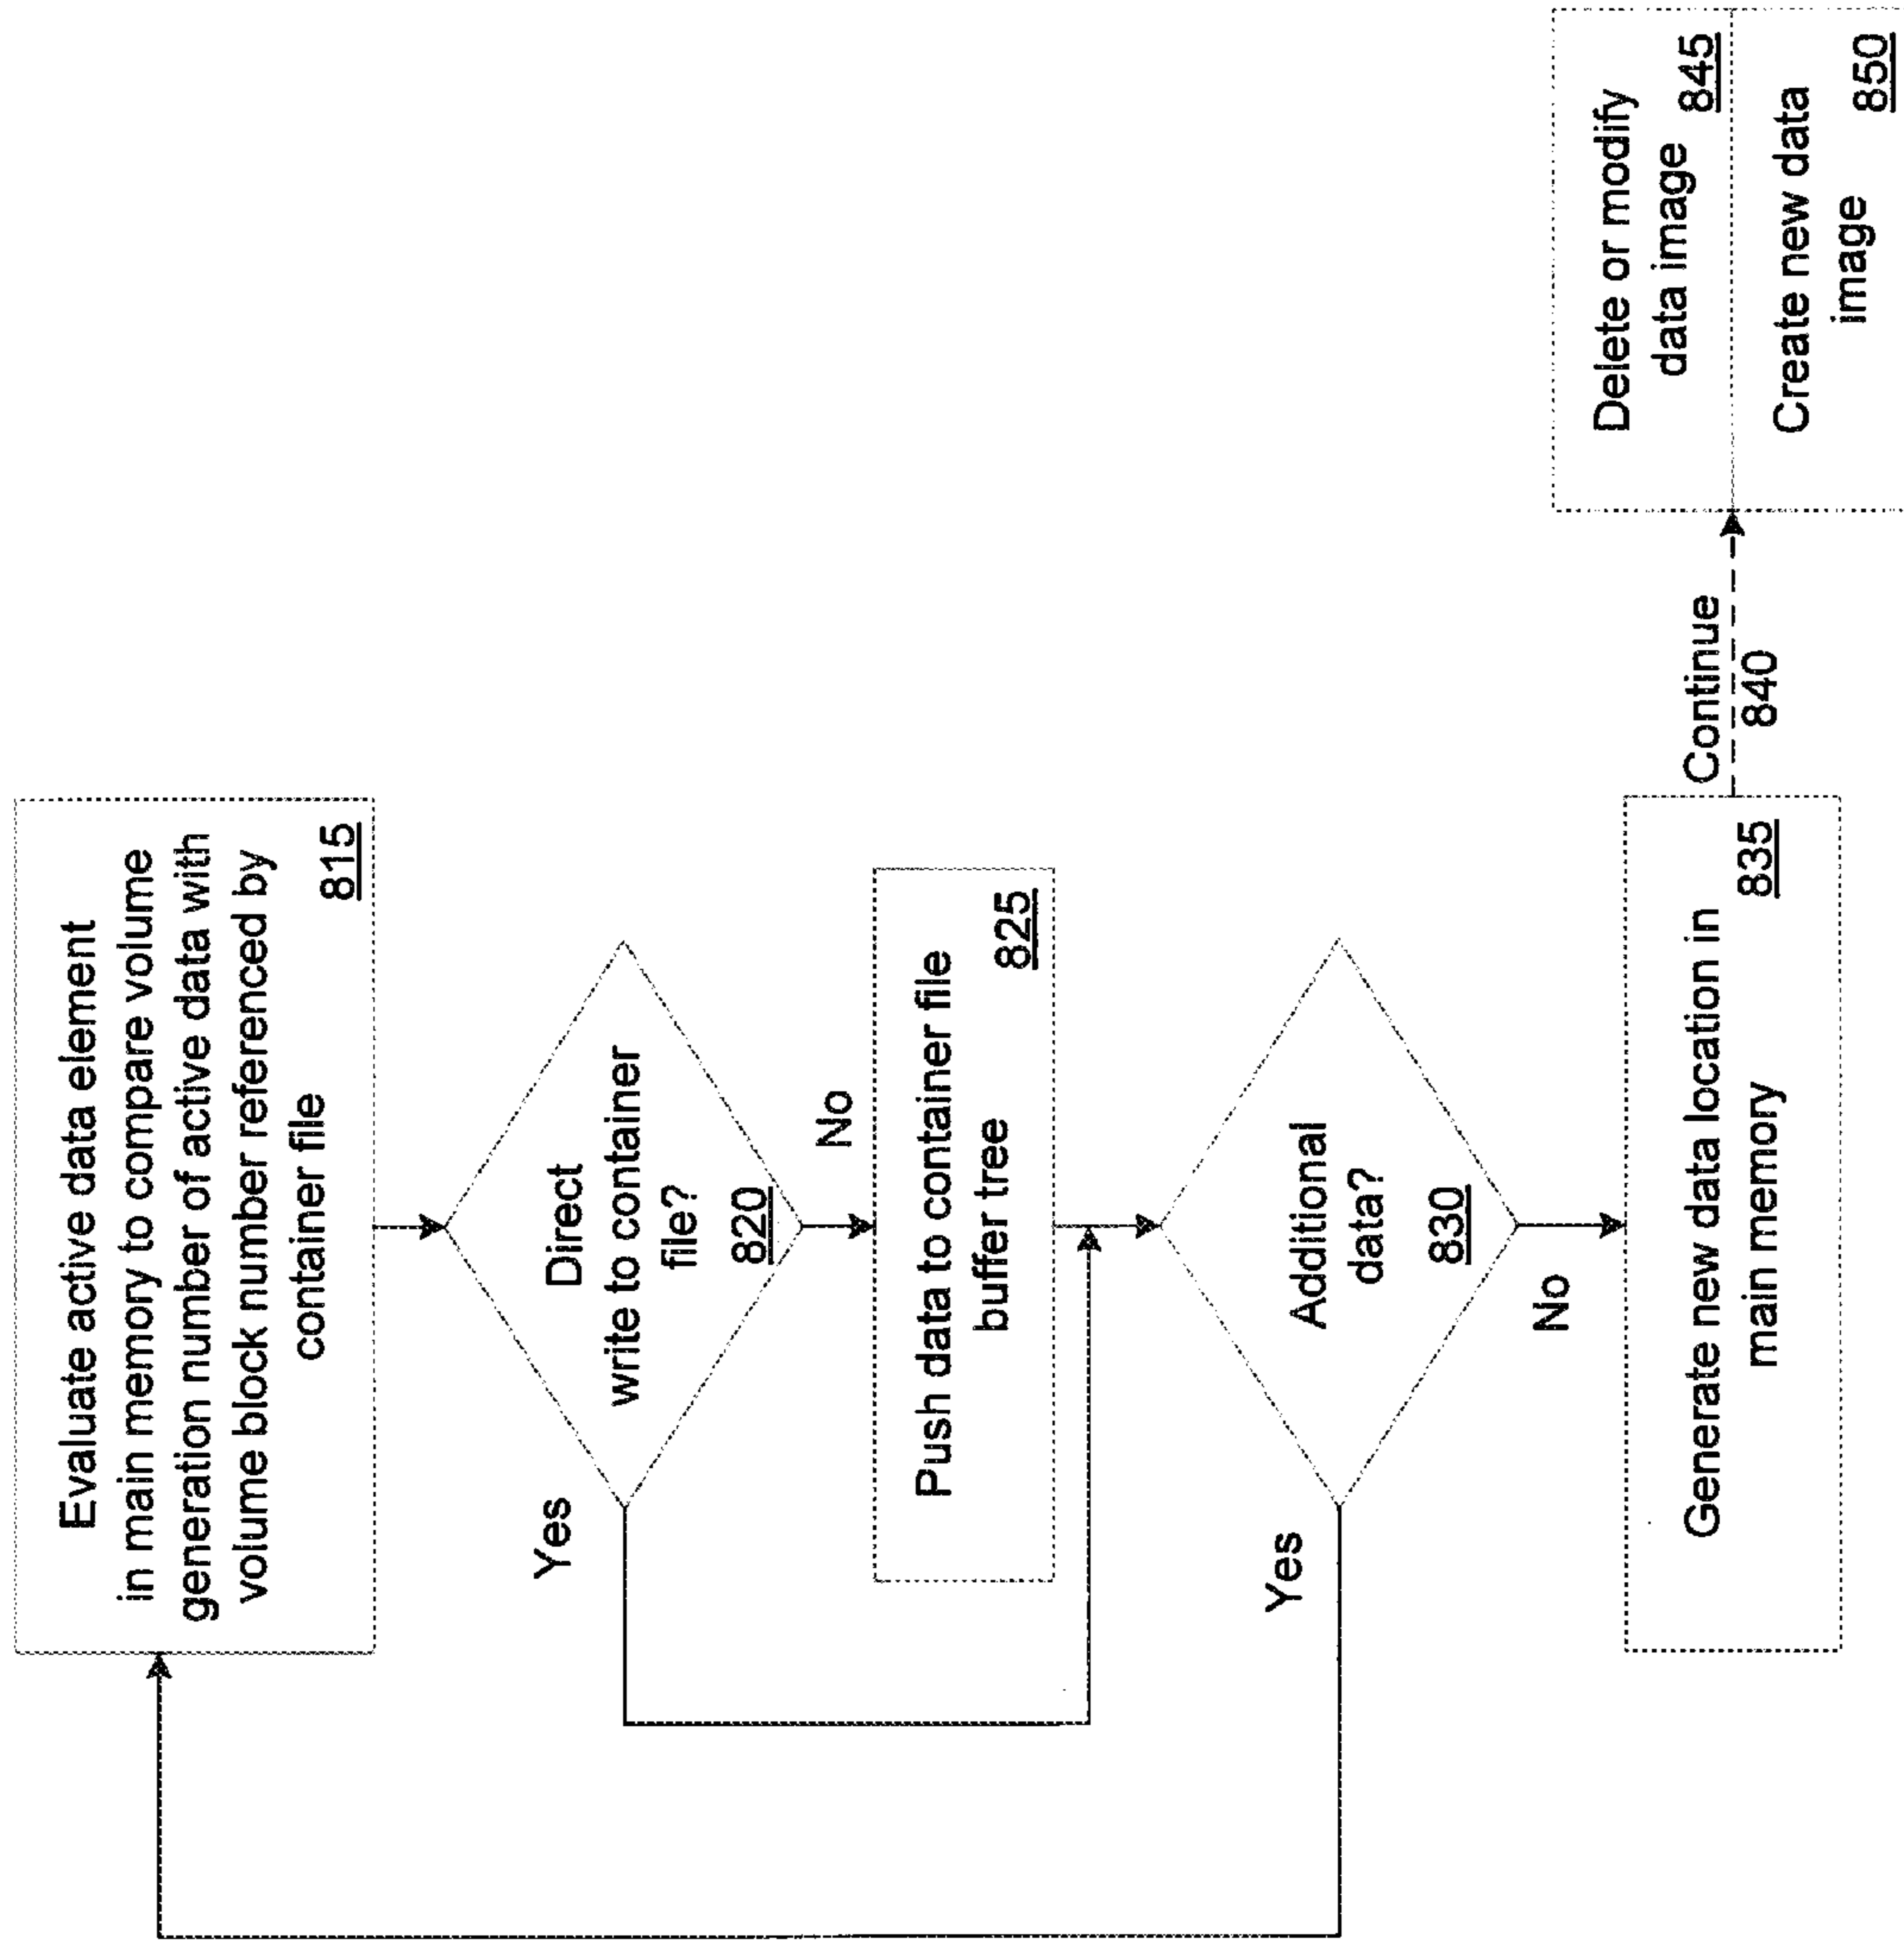 Evaluate active data element
in main memory to compare volume
generation number of active data with
volume block number referenced by
container file
815
Direct
write to container
file?
820
Yes
No
Push data to container file
buffer tree
825
Additional
data?
830
Yes
No
Generate new data location in
main memory
835
Continue
840
Delete or modify
data image
845
Create new data
image
850